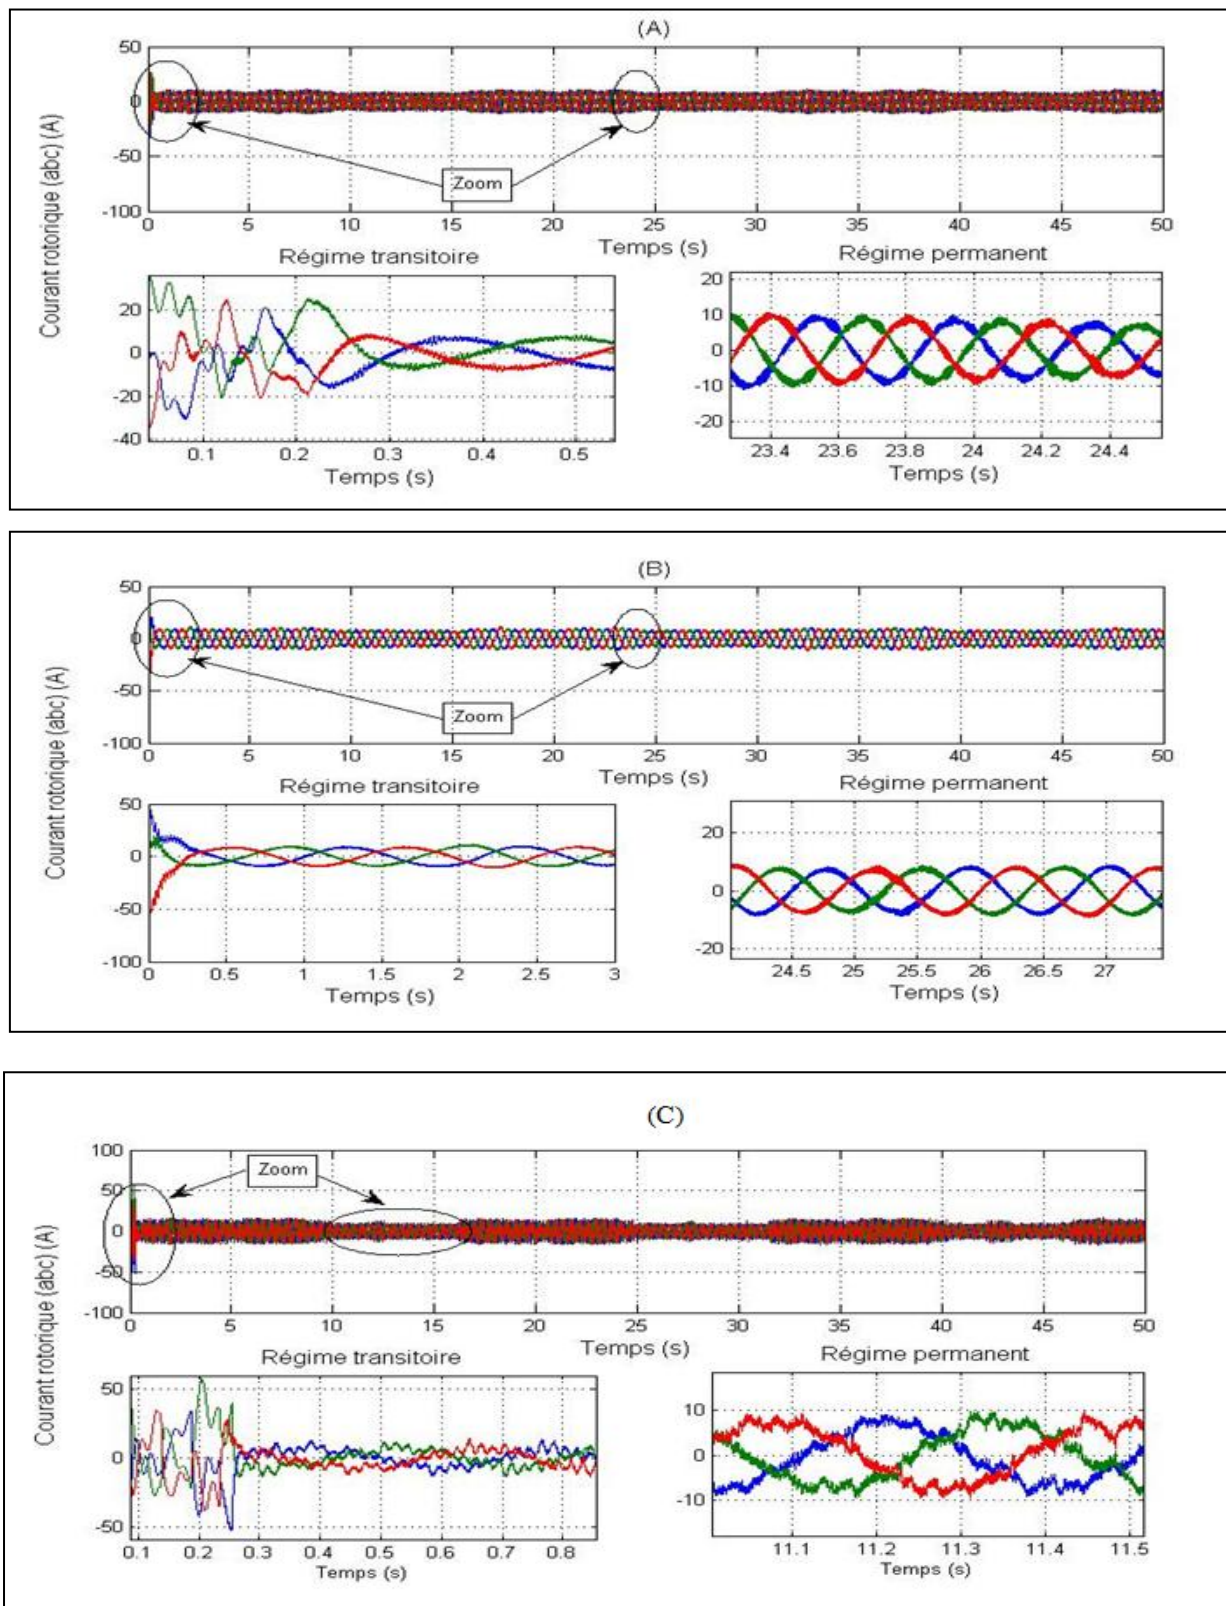 (A)
Courant rotorique (abc) (A)
50
0
-50
-100
Zoom
0 5 10 15 20 25 30 35 40 45 50
Temps (s)
Régime transitoire
Régime permanent
20
0
-20
-40
0.1 0.2 0.3 0.4 0.5
Temps (s)
20
10
0
-10
-20
23.4 23.6 23.8 24 24.2 24.4
Temps (s)
(B)
Courant rotorique (abc) (A)
50
0
-50
-100
Zoom
0 5 10 15 20 25 30 35 40 45 50
Temps (s)
Régime transitoire
Régime permanent
50
0
-50
-100
0 0.5 1 1.5 2 2.5 3
Temps (s)
20
0
-20
24.5 25 25.5 26 26.5 27
Temps (s)
(C)
Courant rotorique (abc) (A)
100
50
0
-50
-100
Zoom
0 5 10 15 20 25 30 35 40 45 50
Temps (s)
Régime transitoire
Régime permanent
50
0
-50
0.1 0.2 0.3 0.4 0.5 0.6 0.7 0.8
Temps (s)
10
0
-10
11.1 11.2 11.3 11.4 11.5
Temps (s)